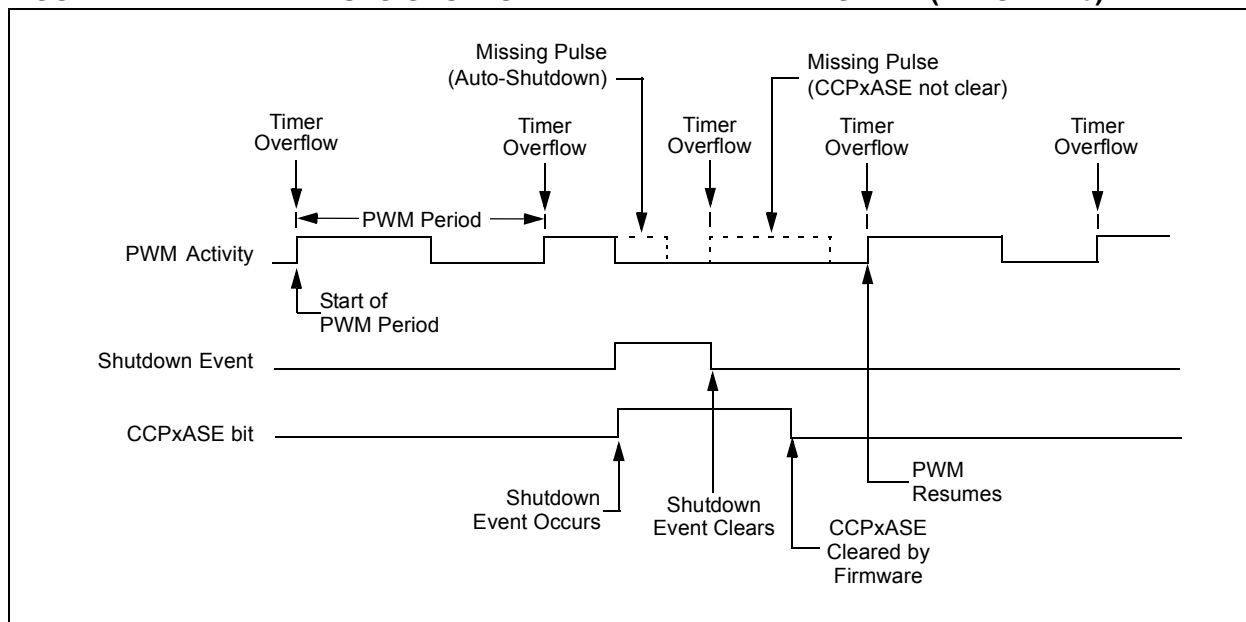 Missing Pulse
(Auto-Shutdown)
Missing Pulse
(CCPxASE not clear)
Timer
Overflow
Timer
Overflow
Timer
Overflow
Timer
Overflow
Timer
Overflow
PWM Period
PWM Activity
Start of
PWM Period
Shutdown Event
CCPxASE bit
Shutdown
Event Occurs
Shutdown
Event Clears
PWM
Resumes
CCPxASE
Cleared by
Firmware